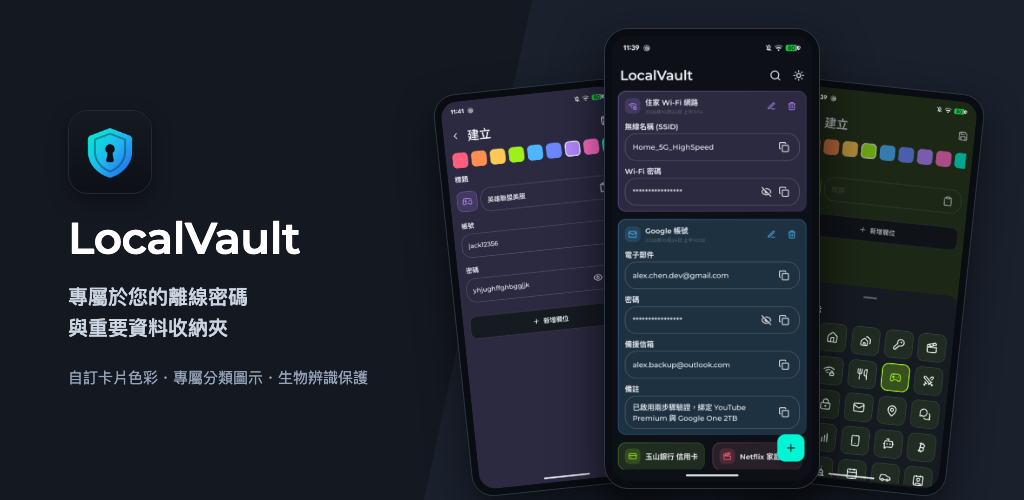 LocalVault
專屬於您的離線密碼
與重要資料收納夾
自訂卡片色彩・專屬分類圖示・生物辨識保護
11:41
建立
標題
英雄聯盟美服
帳號
jack12356
密碼
yhjughffghbggjjk
+ 新增欄位
11:39
LocalVault
住家 Wi-Fi 網路
無線名稱 (SSID)
Home_5G_HighSpeed
Wi-Fi 密碼
****************
Google 帳號
電子郵件
alex.chen.dev@gmail.com
密碼
****************
備援信箱
alex.backup@outlook.com
備註
已啟用兩步驟驗證，綁定 YouTube
Premium 與 Google One 2TB
玉山銀行 信用卡
Netflix 家
+
:39
建立
+ 新增欄位